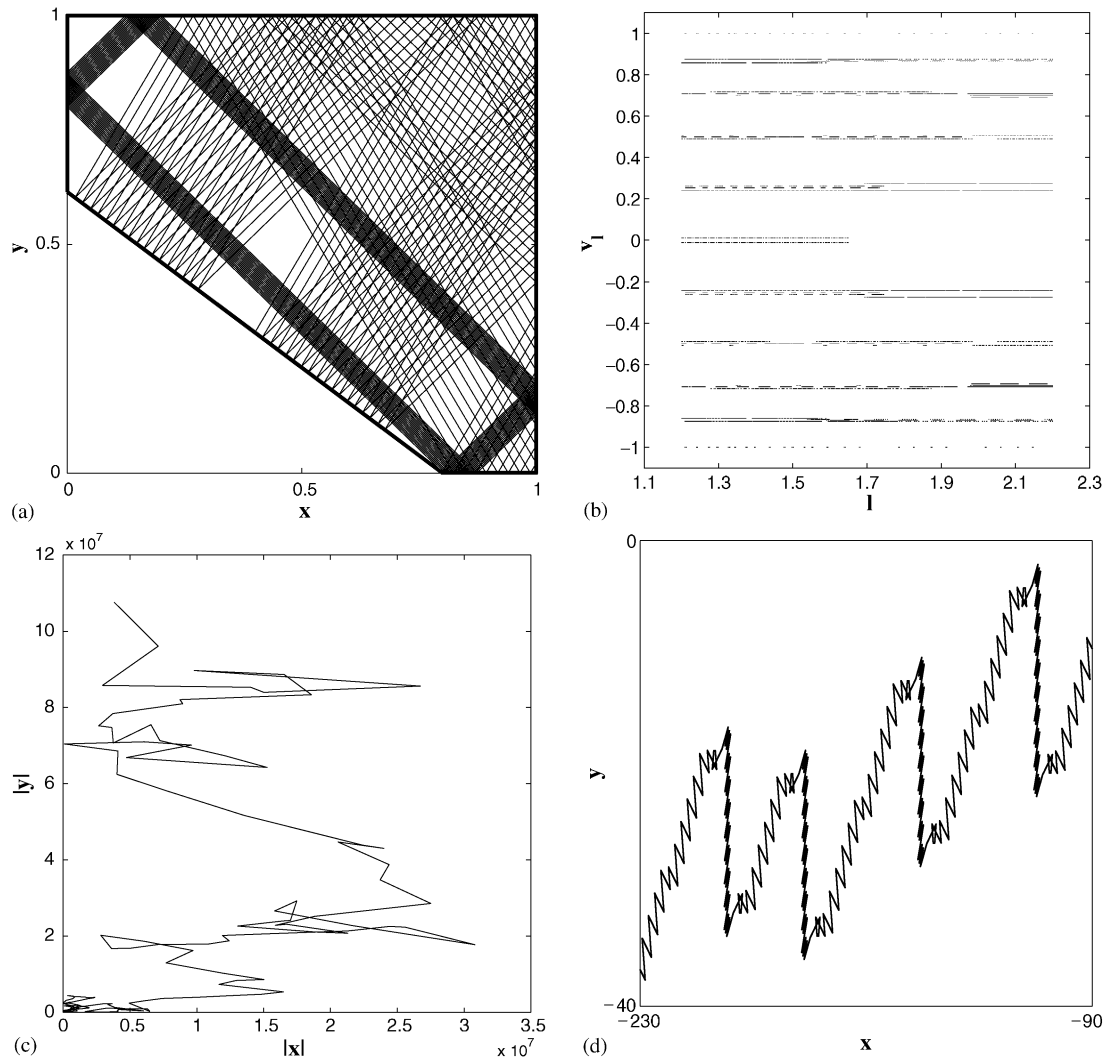 1
y
0.5
0
0 0.5 1
x
(a)
1
0.8
0.6
0.4
0.2
0
−0.2
−0.4
−0.6
−0.8
−1
v_l
1.1 1.3 1.5 1.7 1.9 2.1 2.3
l
(b)
x 10^7
12
10
8
6
4
2
0
|y|
0 0.5 1 1.5 2 2.5 3 3.5
|x|
x 10^7
(c)
0
y
−40
−230 −90
x
(d)